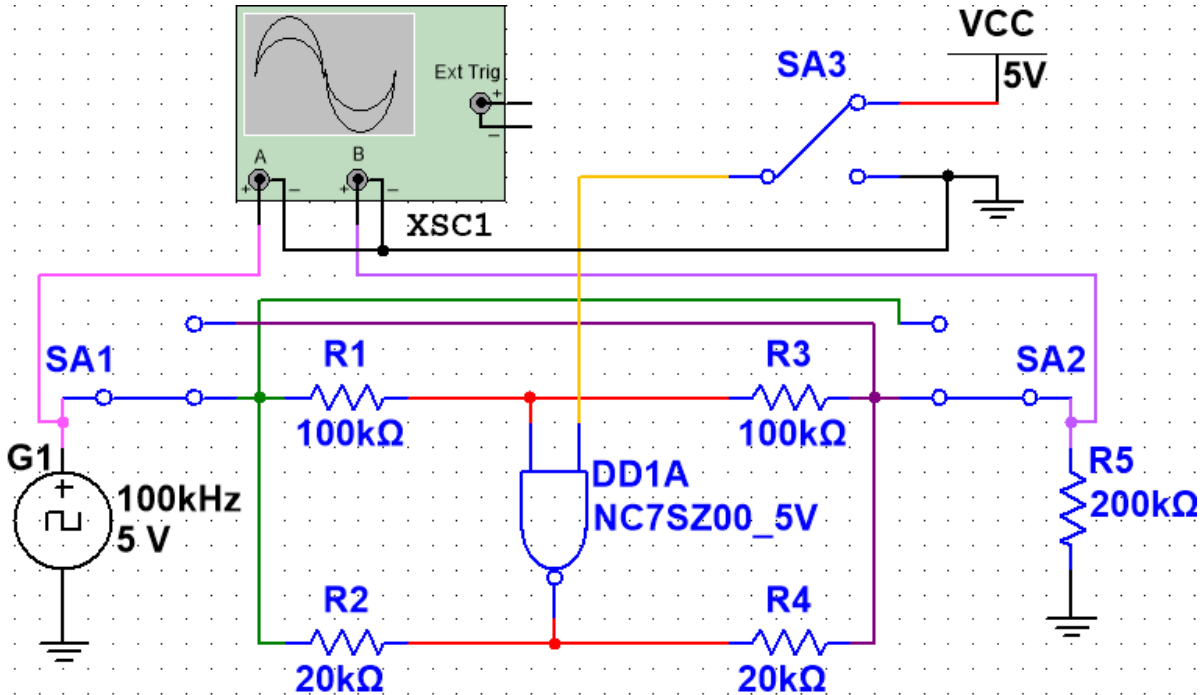 VCC
5V
SA3
Ext Trig
+
−
A
B
+
−
+
−
XSC1
SA1
R1
100kΩ
R3
100kΩ
SA2
G1
+
100kHz
5 V
DD1A
NC7SZ00_5V
R5
200kΩ
R2
20kΩ
R4
20kΩ